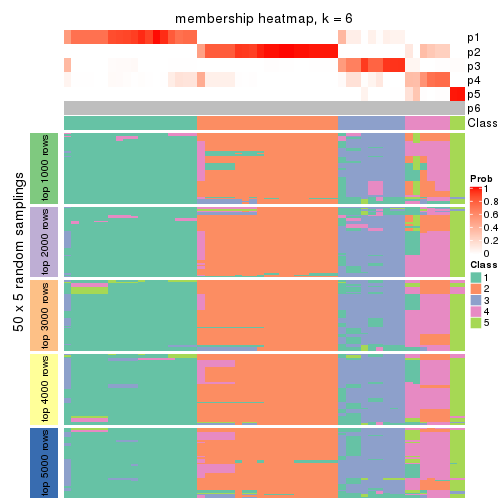 membership heatmap, k = 6
p1
p2
p3
p4
p5
p6
Class
50 x 5 random samplings
top 1000 rows
top 2000 rows
top 3000 rows
top 4000 rows
top 5000 rows
Prob
1
0.8
0.6
0.4
0.2
0
Class
1
2
3
4
5